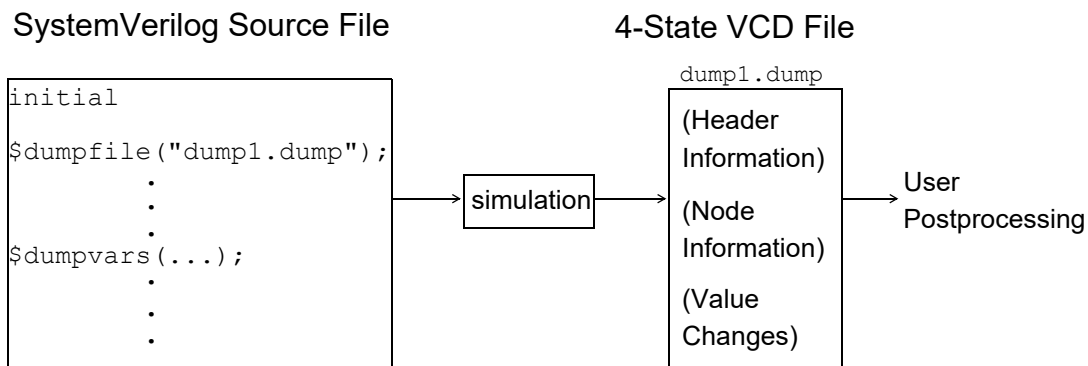 SystemVerilog Source File
4-State VCD File
initial
$dumpfile("dump1.dump");
.
.
.
$dumpvars(...);
.
.
.
simulation
dump1.dump
(Header
Information)
(Node
Information)
(Value
Changes)
User
Postprocessing